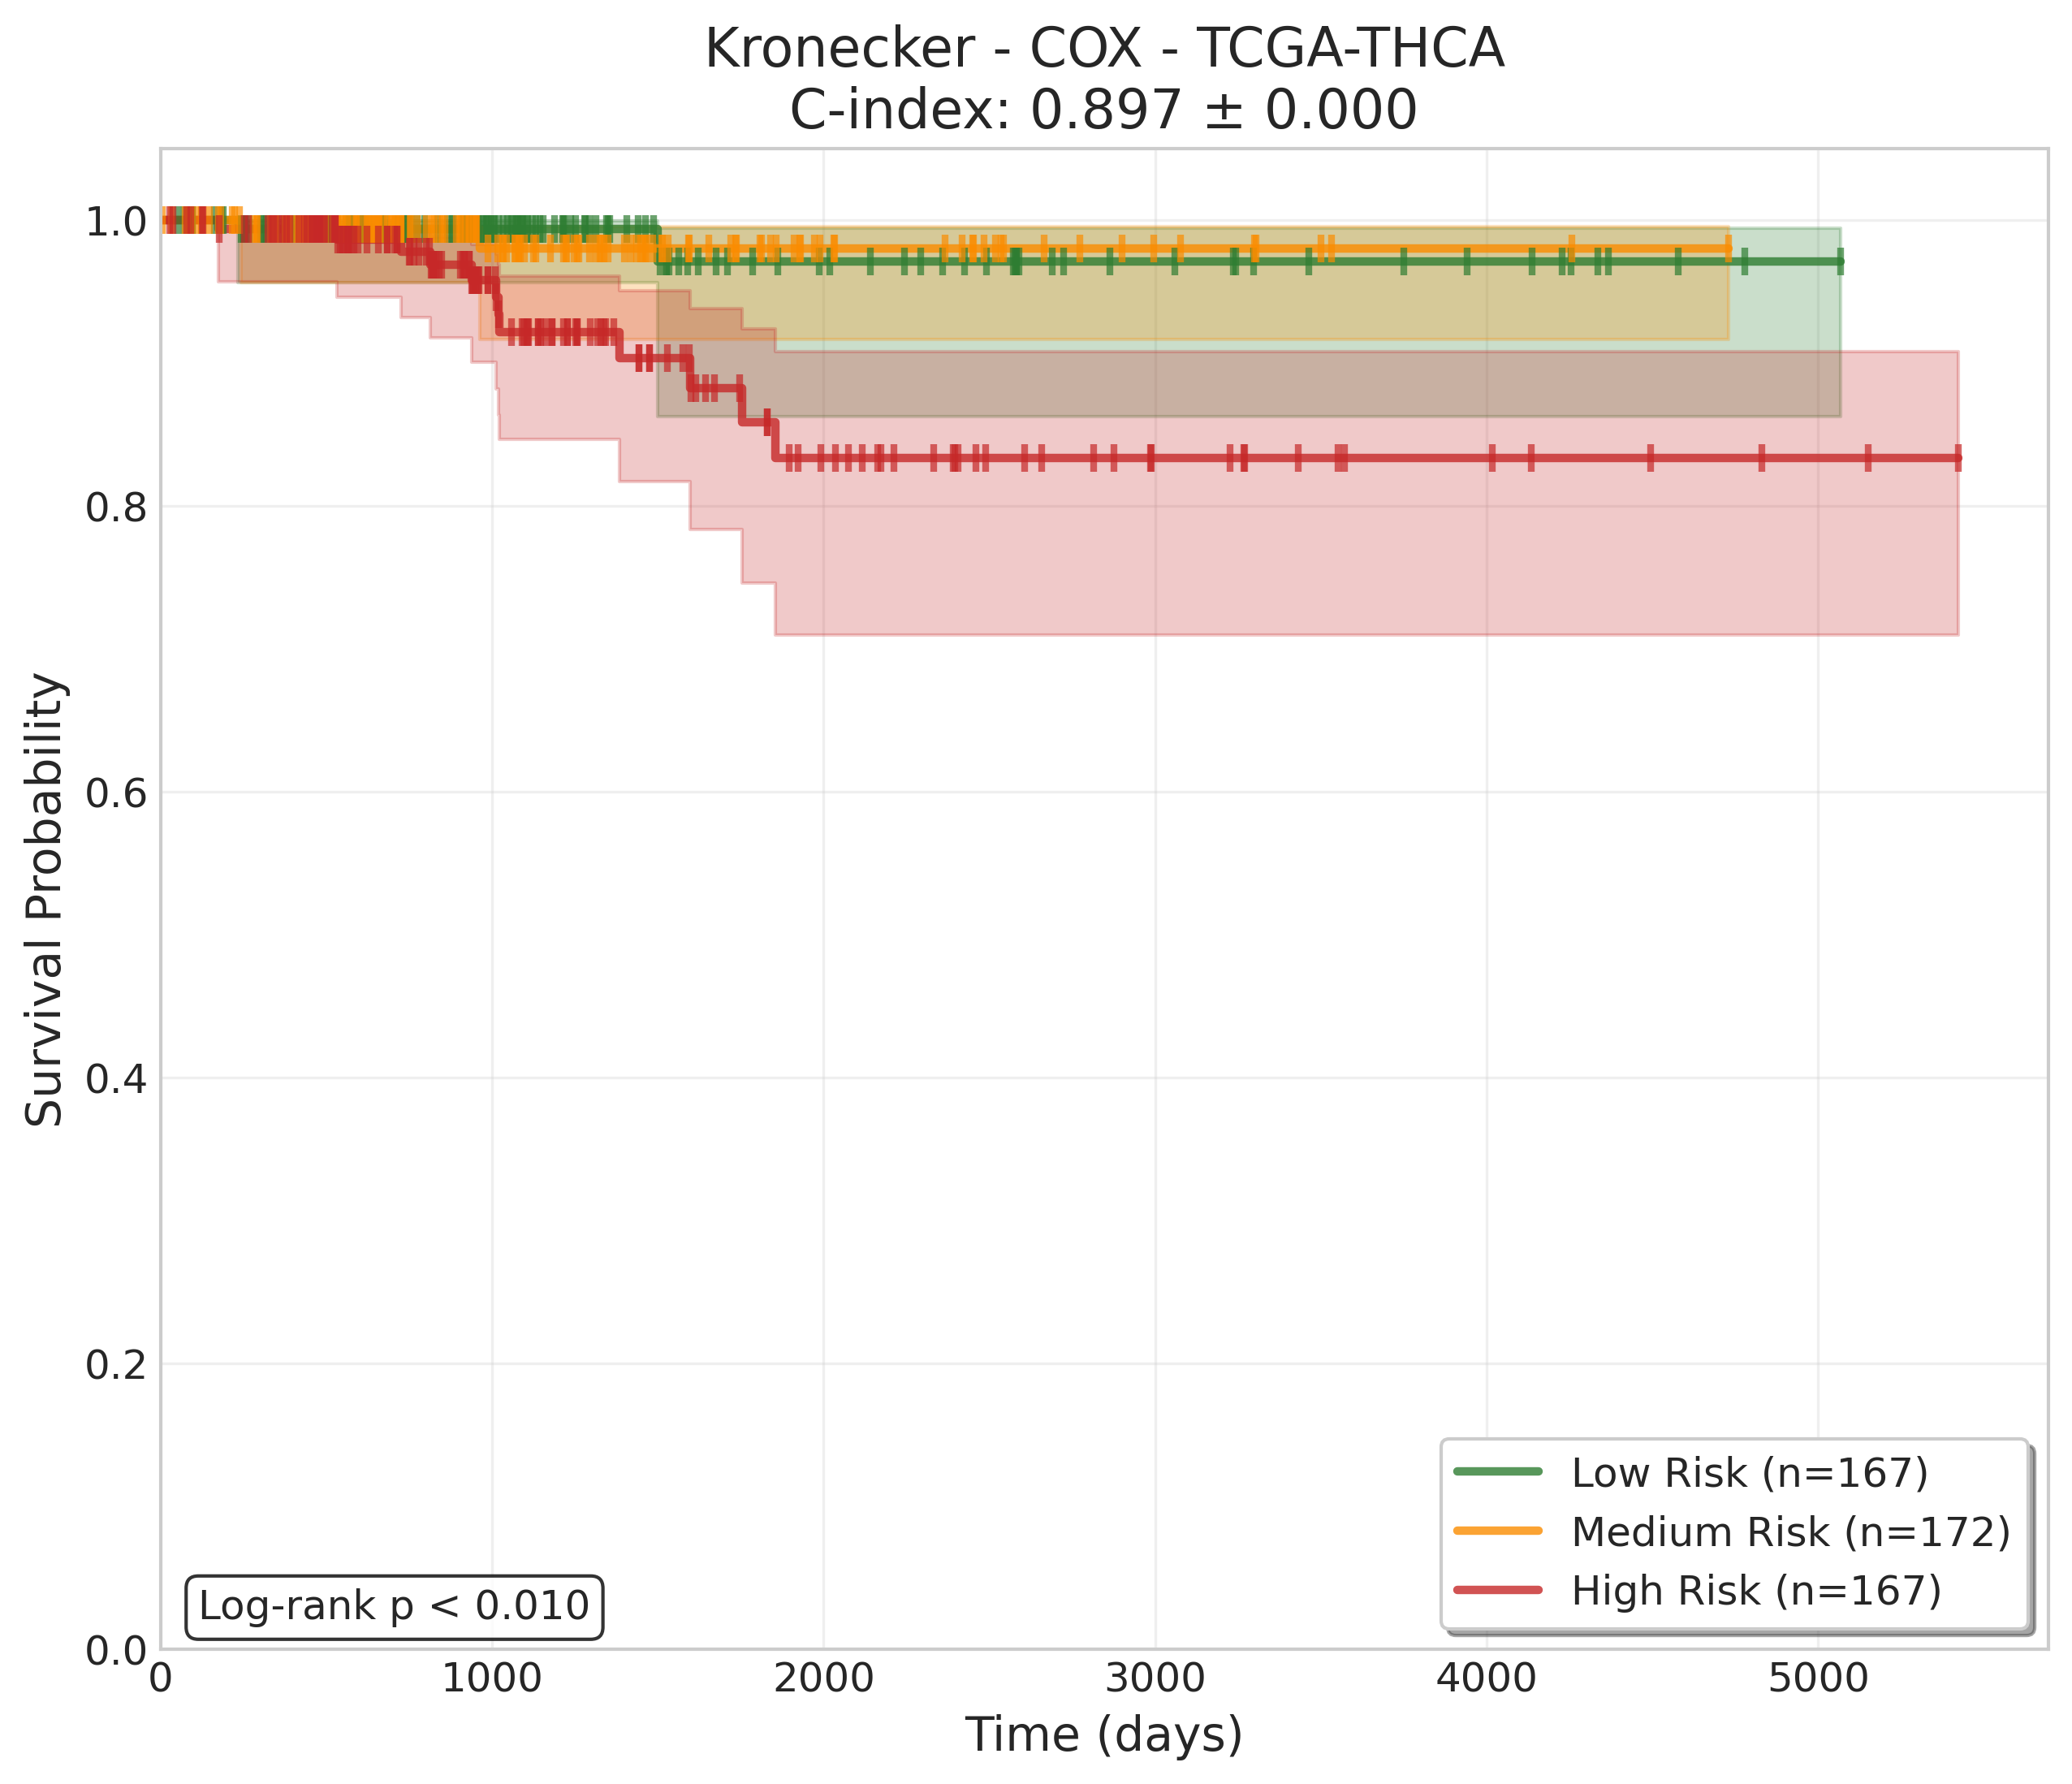 Kronecker - COX - TCGA-THCA
C-index: 0.897 ± 0.000
Survival Probability
1.0
0.8
0.6
0.4
0.2
0.0
0 1000 2000 3000 4000 5000
Time (days)
Log-rank p < 0.010
Low Risk (n=167)
Medium Risk (n=172)
High Risk (n=167)